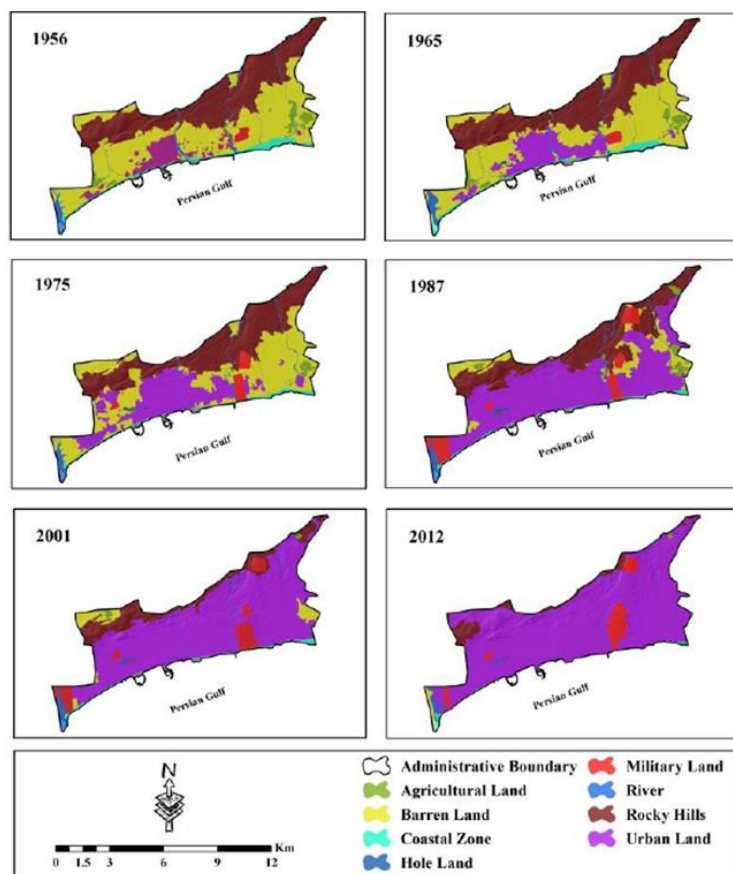 1956
1965
Persian Gulf
Persian Gulf
1975
1987
Persian Gulf
Persian Gulf
2001
2012
Persian Gulf
Persian Gulf
N
Km
0 1.5 3 6 9 12
Administrative Boundary
Agricultural Land
Barren Land
Coastal Zone
Hole Land
Military Land
River
Rocky Hills
Urban Land